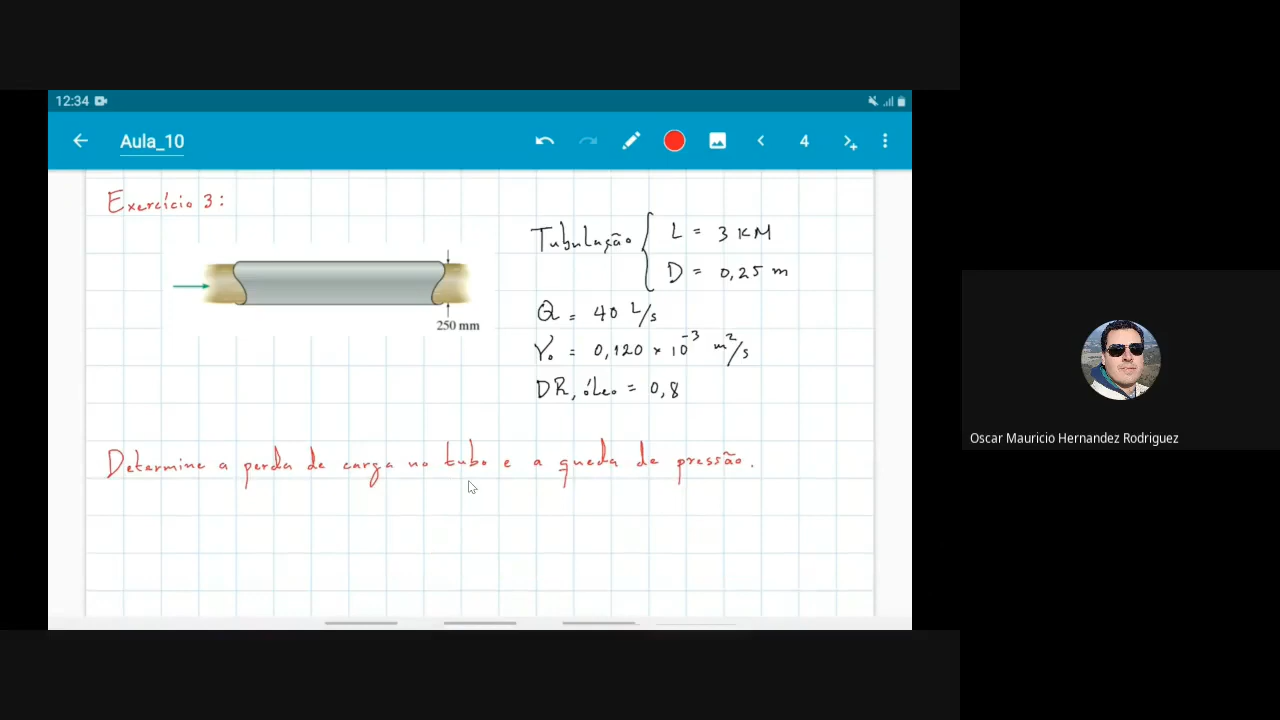 12:34
Aula_10
4
Exercício 3:
Tubulação { L = 3 KM
D = 0,25 m
Q = 40 L/s
250 mm
γ₀ = 0,120 × 10⁻³ m²/s
DR, óleo = 0,8
Determine a perda de carga no tubo e a queda de pressão.
Oscar Mauricio Hernandez Rodriguez